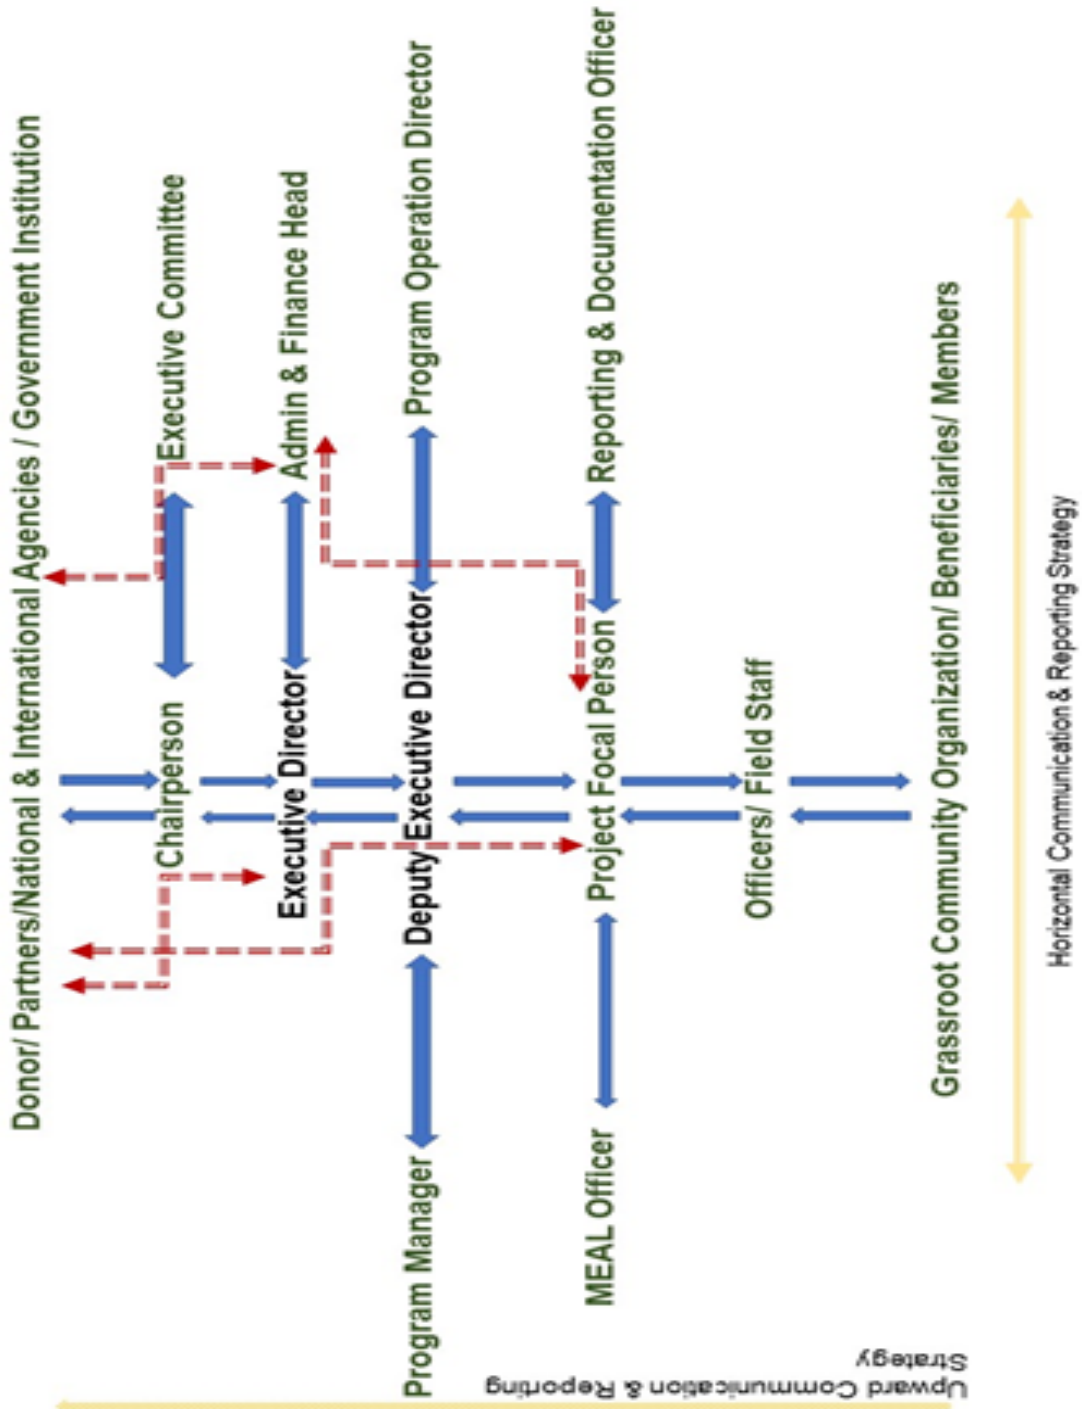 Donor/ Partners/National & International Agencies / Government Institution
Chairperson
Executive Committee
Executive Director
Admin & Finance Head
Program Manager
Deputy Executive Director
Program Operation Director
MEAL Officer
Project Focal Person
Reporting & Documentation Officer
Officers/ Field Staff
Grassroot Community Organization/ Beneficiaries/ Members
Upward Communication & Reporting
Strategy
Horizontal Communication & Reporting Strategy